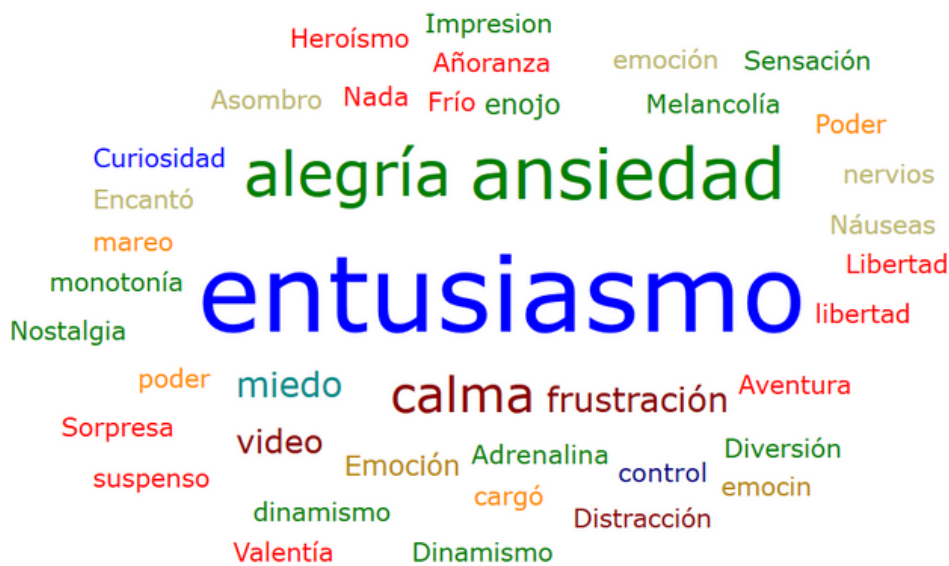 Impresion
Heroísmo
Añoranza
emoción
Sensación
Asombro
Nada
Frío
enojo
Melancolía
Poder
Curiosidad
alegría
ansiedad
nervios
Encantó
Náuseas
mareo
Libertad
monotonía
entusiasmo
libertad
Nostalgia
poder
miedo
calma
frustración
Aventura
Sorpresa
video
Emoción
Adrenalina
Diversión
suspenso
control
emocin
cargó
dinamismo
Distracción
Valentía
Dinamismo